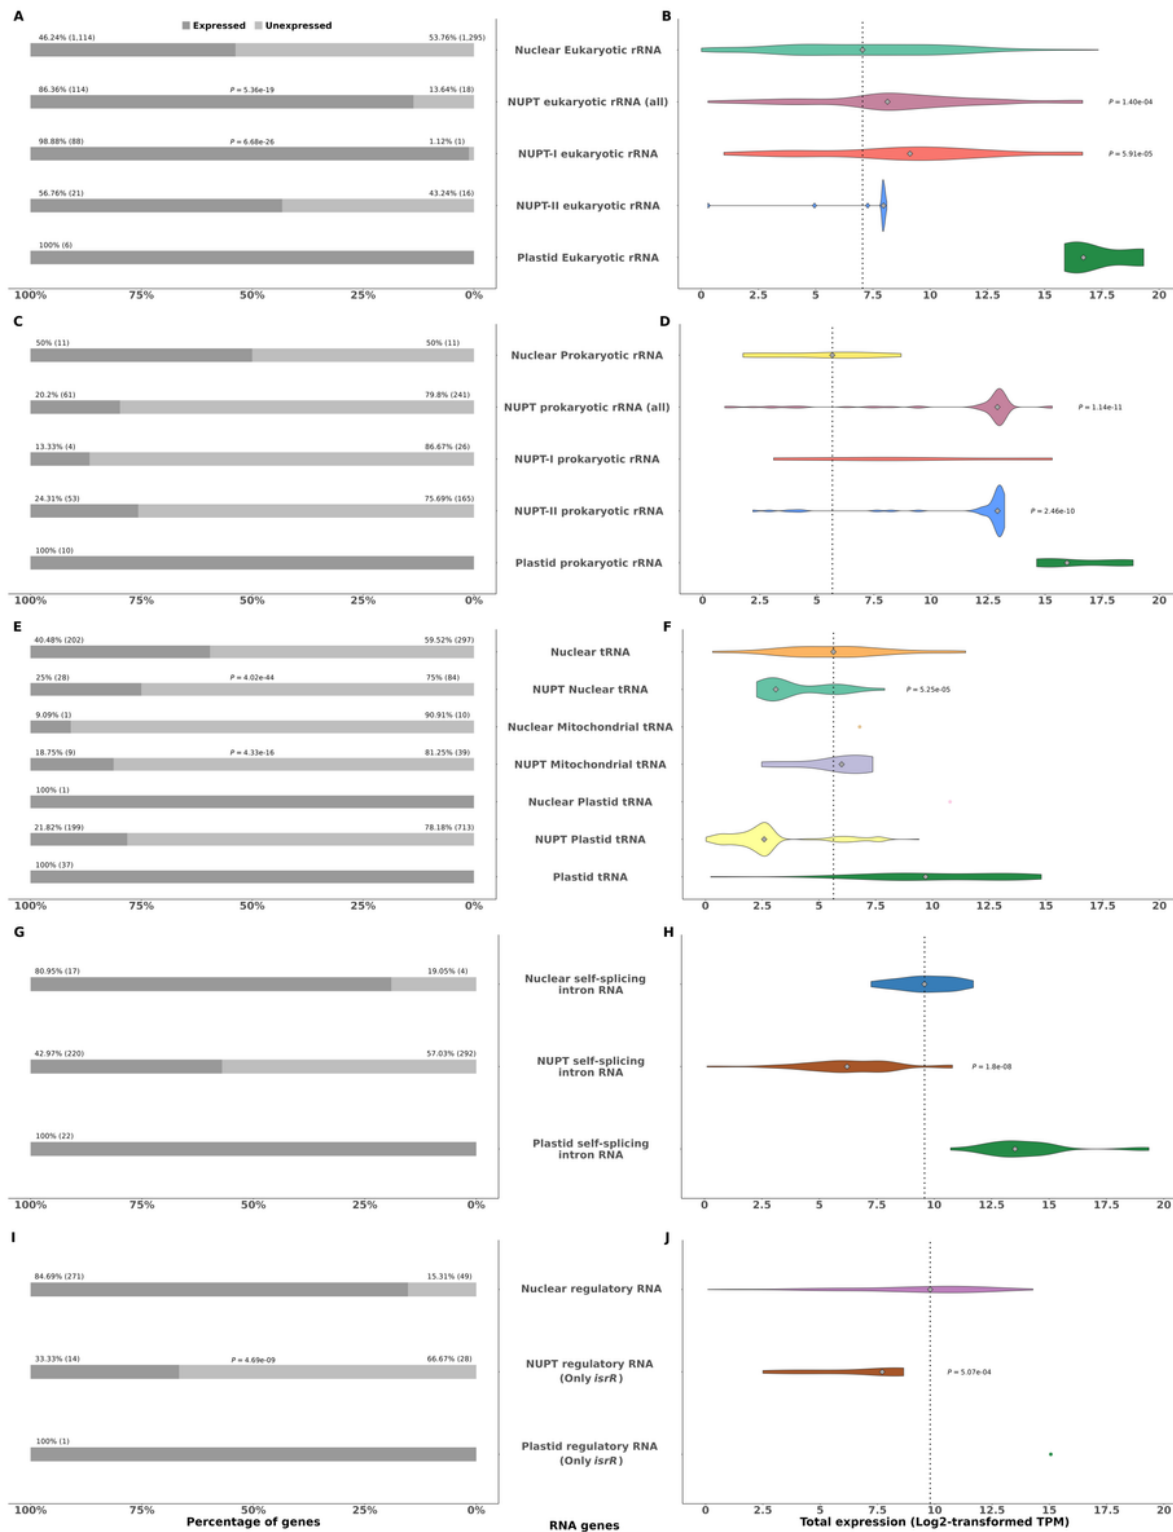 A
Expressed Unexpressed
B
46.24% (1,114) 53.76% (1,295)
Nuclear Eukaryotic rRNA
86.36% (114) P = 5.36e-19 13.64% (18)
NUPT eukaryotic rRNA (all)
P = 1.40e-04
98.88% (88) P = 6.68e-26 1.12% (1)
NUPT-I eukaryotic rRNA
P = 5.91e-05
56.76% (21) 43.24% (16)
NUPT-II eukaryotic rRNA
100% (6)
Plastid Eukaryotic rRNA
100% 75% 50% 25% 0%
0 5 7.5 10 12.5 15 17.5 20
C
D
50% (11) 50% (11)
Nuclear Prokaryotic rRNA
20.2% (61) 79.8% (241)
NUPT prokaryotic rRNA (all)
P = 1.14e-11
13.33% (4) 86.67% (26)
NUPT-I prokaryotic rRNA
24.31% (53) 75.69% (165)
NUPT-II prokaryotic rRNA
P = 2.46e-10
100% (10)
Plastid prokaryotic rRNA
100% 75% 50% 25% 0%
0 2.5 5 7.5 10 12.5 15 17.5 20
E
F
40.48% (202) 59.52% (297)
Nuclear tRNA
25% (28) P = 4.02e-44 75% (84)
NUPT Nuclear tRNA
P = 5.25e-05
9.09% (1) 90.91% (10)
Nuclear Mitochondrial tRNA
18.75% (9) P = 4.33e-16 81.25% (39)
NUPT Mitochondrial tRNA
100% (1)
Nuclear Plastid tRNA
21.82% (199) 78.18% (713)
NUPT Plastid tRNA
100% (37)
Plastid tRNA
100% 75% 50% 25% 0%
0 2.5 5 7.5 10 12.5 15 17.5 20
G
H
80.95% (17) 19.05% (4)
Nuclear self-splicing
intron RNA
42.97% (220) 57.03% (292)
NUPT self-splicing
intron RNA
P = 1.8e-08
100% (22)
Plastid self-splicing
intron RNA
100% 75% 50% 25% 0%
0 2.5 5 7.5 10 12.5 15 17.5 20
I
J
84.69% (271) 15.31% (49)
Nuclear regulatory RNA
33.33% (14) P = 4.69e-09 66.67% (28)
NUPT regulatory RNA
(Only isrR)
P = 5.07e-04
100% (1)
Plastid regulatory RNA
(Only isrR)
100% 75% 50% 25% 0%
0 2.5 5 7.5 10 12.5 15 17.5 20
Percentage of genes
RNA genes
Total expression (Log2-transformed TPM)